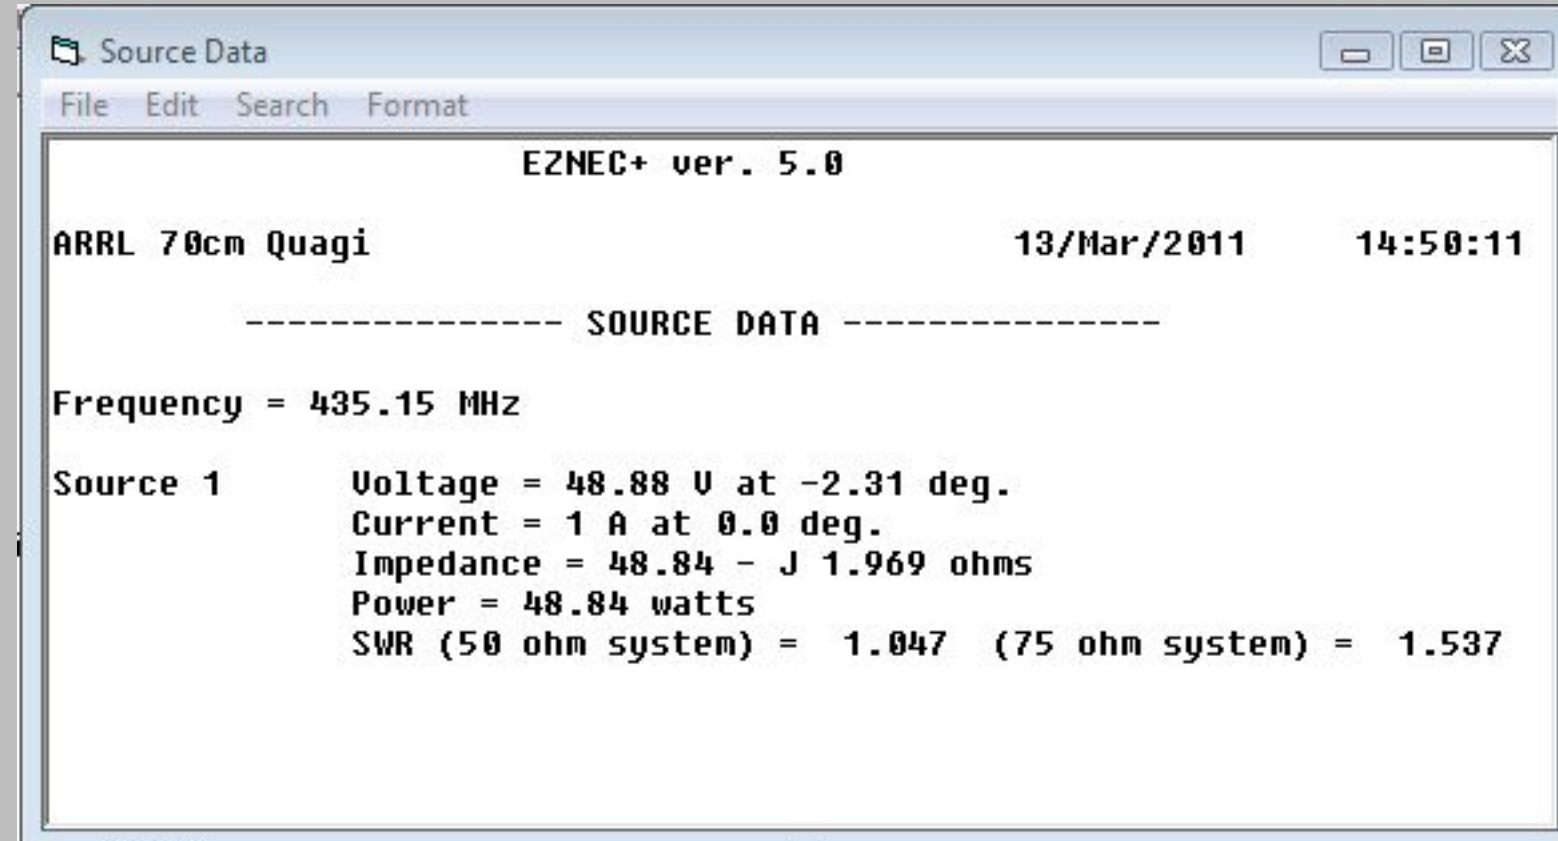 Source Data
File Edit Search Format
EZNEC+ ver. 5.0
ARRL 70cm Quagi 13/Mar/2011 14:50:11
--------------- SOURCE DATA ---------------
Frequency = 435.15 MHz
Source 1 Voltage = 48.88 V at -2.31 deg.
Current = 1 A at 0.0 deg.
Impedance = 48.84 - J 1.969 ohms
Power = 48.84 watts
SWR (50 ohm system) = 1.047 (75 ohm system) = 1.537